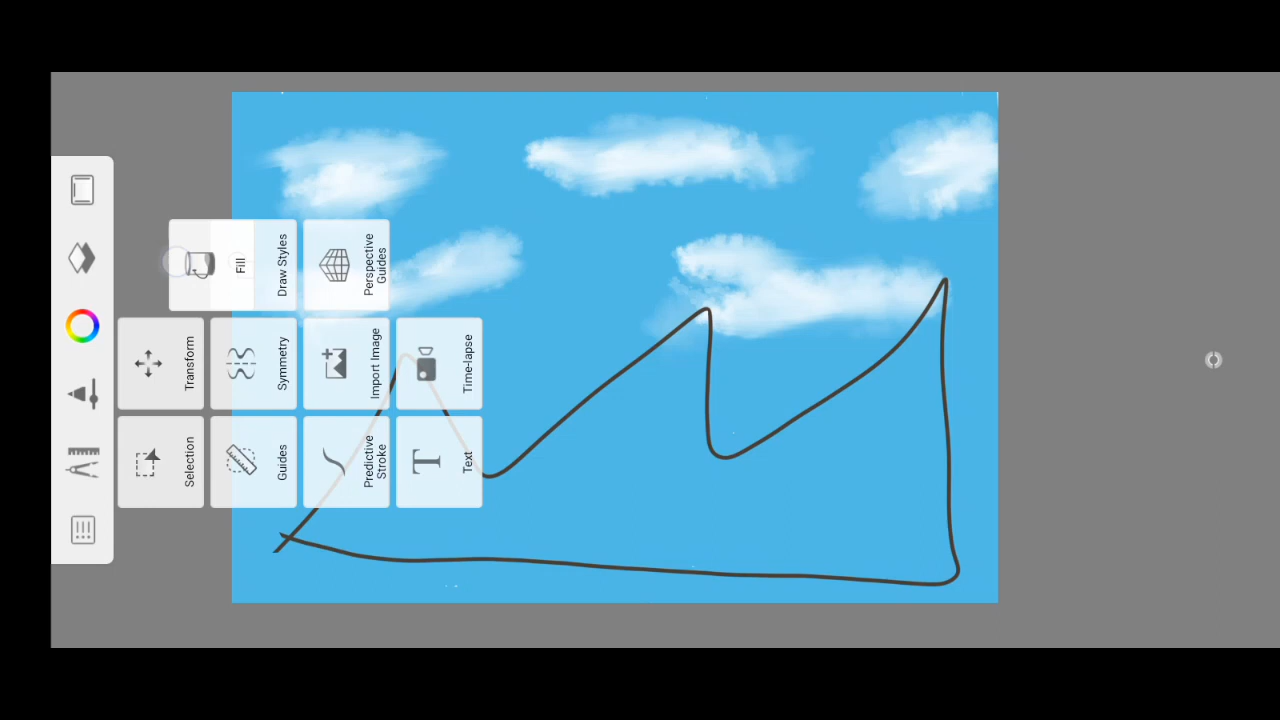 Fill
Draw Styles
Perspective
Guides
Transform
Symmetry
Import Image
Time-lapse
Selection
Guides
Predictive
Stroke
Text